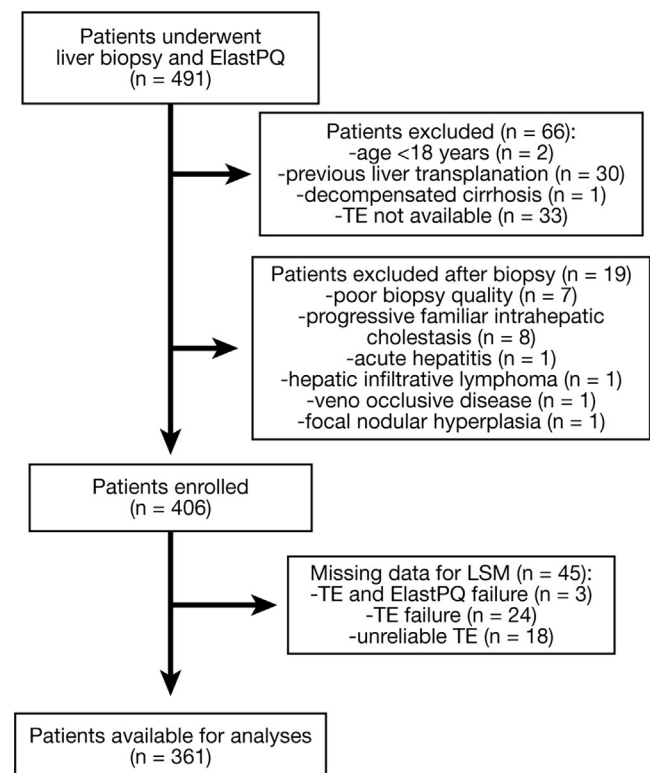 Patients underwent
liver biopsy and ElastPQ
(n = 491)
Patients excluded (n = 66):
-age <18 years (n = 2)
-previous liver transplanation (n = 30)
-decompensated cirrhosis (n = 1)
-TE not available (n = 33)
Patients excluded after biopsy (n = 19)
-poor biopsy quality (n = 7)
-progressive familiar intrahepatic
cholestasis (n = 8)
-acute hepatitis (n = 1)
-hepatic infiltrative lymphoma (n = 1)
-veno occlusive disease (n = 1)
-focal nodular hyperplasia (n = 1)
Patients enrolled
(n = 406)
Missing data for LSM (n = 45):
-TE and ElastPQ failure (n = 3)
-TE failure (n = 24)
-unreliable TE (n = 18)
Patients available for analyses
(n = 361)